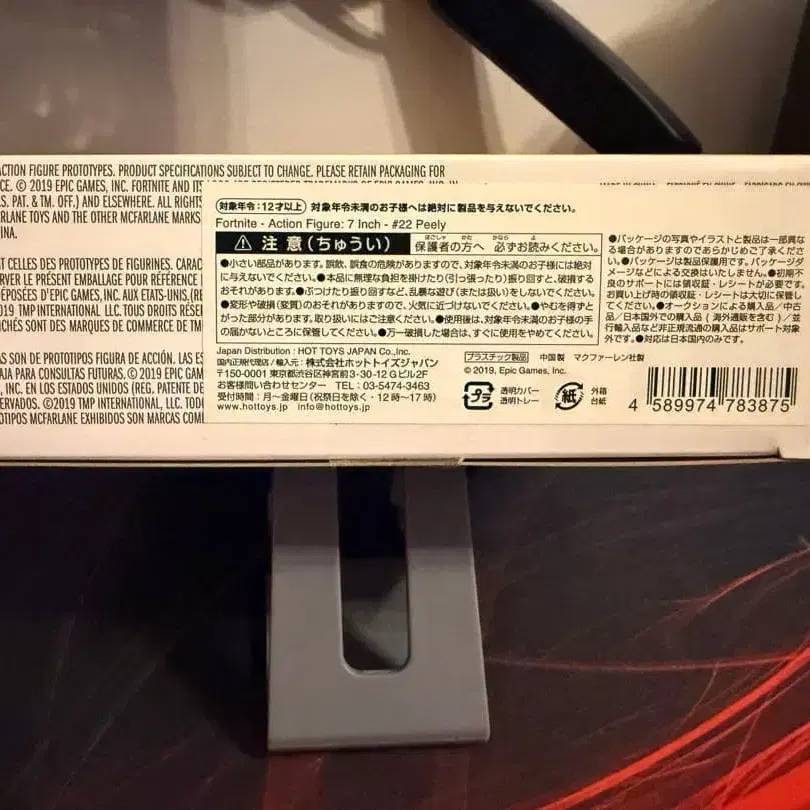 ACTION FIGURE PROTOTYPES. PRODUCT SPECIFICATIONS SUBJECT TO CHANGE. PLEASE RETAIN PACKAGING FOR
CE. © 2019 EPIC GAMES, INC. FORTNITE AND ITS
S. PAT. & TM. OFF.) AND ELSEWHERE. ALL RIGHTS
RLANE TOYS AND THE OTHER MCFARLANE MARKS
INA.
T CELLES DES PROTOTYPES DE FIGURINES. CARAC
ERVER LE PRÉSENT EMBALLAGE POUR RÉFÉRENCE
DÉPOSÉES D'EPIC GAMES, INC. AUX ETATS-UNIS.(RE
19 TMP INTERNATIONAL LLC. TOUS DROITS RÉSER
CHÉS SONT DES MARQUES DE COMMERCE DE TM
AS SON DE PROTOTIPOS FIGURA DE ACCIÓN. LAS ES
AJA PARA CONSULTAS FUTURAS. © 2019 EPIC GAM
, INC. EN LOS ESTADOS UNIDOS (REG. PATENTE DE
ERVADOS. ©2019 TMP INTERNATIONAL, LLC. TOD
OTIPOS MCFARLANE EXHIBIDOS SON MARCAS COM
対象年令:12才以上 対象年令未満のお子様へは絶対に製品を与えないでください。
Fortnite - Action Figure: 7 Inch - #22 Peely
注意(ちゅうい) 保護者の方へ 必ずお読みください。
●小さい部品があります。誤飲、誤食の危険がありますので、対象年令未満のお子様には絶対
に与えないでください。●本品に無理な負担を掛けたり(引っ張ったり)振り回すと、破損する
おそれがあります。●ぶつけたり振り回すなど、乱暴な遊び(または扱い)をしないでください。
●変形や破損(変質)のおそれがありますので、火気に近づけないでください。●やむを得ずと
がった部分があります。取り扱いにはご注意ください。●使用後は、対象年令未満のお子様の手
の届かないところに保管してください。●万一破損した場合は、すぐに使用をやめてください。
Japan Distribution : HOT TOYS JAPAN Co.,Inc.
国内正規代理店/輸入元:株式会社ホットトイズジャパン
〒150-0001 東京都渋谷区神宮前3-30-12 Gビル2F
お客様問い合わせセンター TEL:03-5474-3463
受付時間:月〜金曜日(祝祭日を除く・12時〜17時)
www.hottoys.jp info@hottoys.jp
●パッケージの写真やイラストと製品は一部異な
る場合がありますのであらかじめご了承くださ
い。●パッケージは製品保護用です。パッケージダ
メージなどによる交換はいたしません。●初期不
良のサポートには領収証・レシートが必要です。
お買い上げ時の領収証・レシートは大切に保管し
てください。●オークションによる購入品/中古
品/日本国外での購入品(海外通販を含む)/並
行輸入品など非正規流通の購入品はサポート対象
外です。●対応は日本国内のみです。
プラスチック製品 中国製 マクファーレン社製
© 2019, Epic Games, Inc.
プラ 透明カバー
透明トレー
紙 外箱
台紙
4 589974 783875